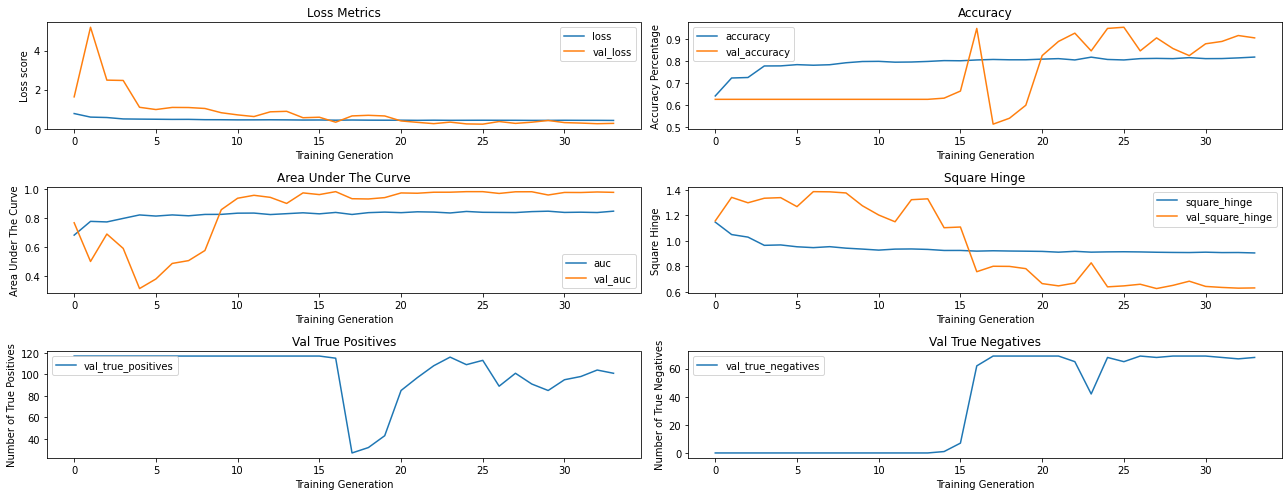 Loss Metrics
Loss score
4
2
0
loss
val_loss
0 5 10 15 20 25 30
Training Generation
Accuracy
Accuracy Percentage
0.9
0.8
0.7
0.6
0.5
accuracy
val_accuracy
0 5 10 15 20 25 30
Training Generation
Area Under The Curve
Area Under The Curve
1.0
0.8
0.6
0.4
auc
val_auc
0 5 10 15 20 25 30
Training Generation
Square Hinge
Square Hinge
1.4
1.2
1.0
0.8
0.6
square_hinge
val_square_hinge
0 5 10 15 20 25 30
Training Generation
Val True Positives
Number of True Positives
120
100
80
60
40
val_true_positives
0 5 10 15 20 25 30
Training Generation
Val True Negatives
Number of True Negatives
60
40
20
0
val_true_negatives
0 5 10 15 20 25 30
Training Generation